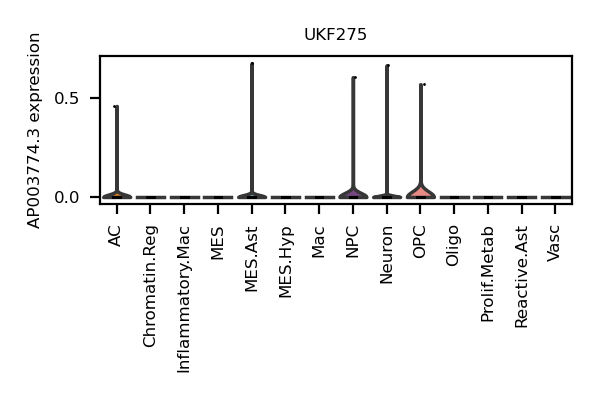 UKF275
AP003774.3 expression
0.5
0.0
AC
Chromatin.Reg
Inflammatory.Mac
MES
MES.Ast
MES.Hyp
Mac
NPC
Neuron
OPC
Oligo
Prolif.Metab
Reactive.Ast
Vasc